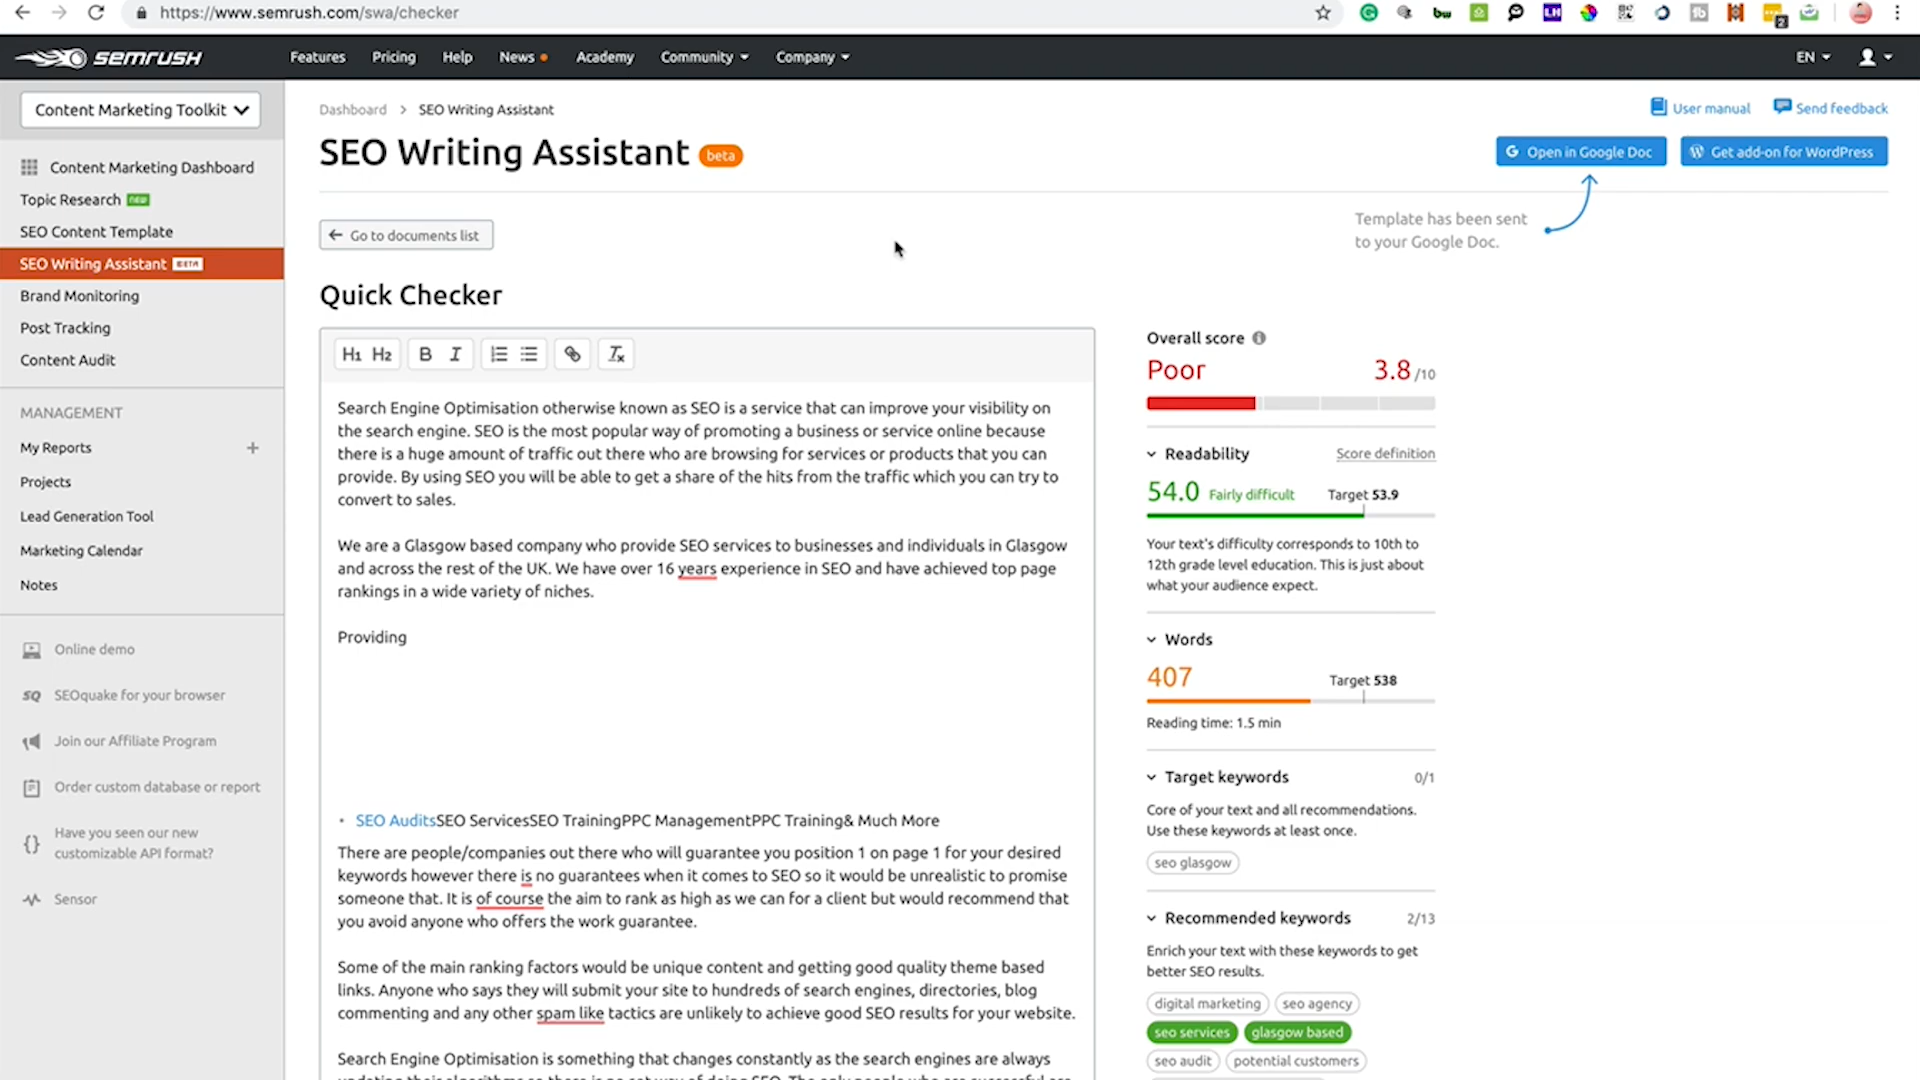 https://www.semrush.com/swa/checker
SEMRUSH
Features
Pricing
Help
News
Academy
Community
Company
EN
Content Marketing Toolkit
Dashboard > SEO Writing Assistant
User manual
Send feedback
SEO Writing Assistant beta
Open in Google Doc
Get add-on for WordPress
Content Marketing Dashboard
Topic Research new
SEO Content Template
SEO Writing Assistant BETA
Brand Monitoring
Post Tracking
Content Audit
MANAGEMENT
My Reports +
Projects
Lead Generation Tool
Marketing Calendar
Notes
Online demo
SQ SEOquake for your browser
Join our Affiliate Program
Order custom database or report
{} Have you seen our new
customizable API format?
Sensor
Template has been sent
to your Google Doc.
Go to documents list
Quick Checker
H1 H2 B I
Search Engine Optimisation otherwise known as SEO is a service that can improve your visibility on
the search engine. SEO is the most popular way of promoting a business or service online because
there is a huge amount of traffic out there who are browsing for services or products that you can
provide. By using SEO you will be able to get a share of the hits from the traffic which you can try to
convert to sales.
We are a Glasgow based company who provide SEO services to businesses and individuals in Glasgow
and across the rest of the UK. We have over 16 years experience in SEO and have achieved top page
rankings in a wide variety of niches.
Providing
• SEO AuditsSEO ServicesSEO TrainingPPC ManagementPPC Training& Much More
There are people/companies out there who will guarantee you position 1 on page 1 for your desired
keywords however there is no guarantees when it comes to SEO so it would be unrealistic to promise
someone that. It is of course the aim to rank as high as we can for a client but would recommend that
you avoid anyone who offers the work guarantee.
Some of the main ranking factors would be unique content and getting good quality theme based
links. Anyone who says they will submit your site to hundreds of search engines, directories, blog
commenting and any other spam like tactics are unlikely to achieve good SEO results for your website.
Search Engine Optimisation is something that changes constantly as the search engines are always
Overall score
Poor 3.8 /10
Readability Score definition
54.0 Fairly difficult Target 53.9
Your text's difficulty corresponds to 10th to
12th grade level education. This is just about
what your audience expect.
Words
407 Target 538
Reading time: 1.5 min
Target keywords 0/1
Core of your text and all recommendations.
Use these keywords at least once.
seo glasgow
Recommended keywords 2/13
Enrich your text with these keywords to get
better SEO results.
digital marketing seo agency
seo services glasgow based
seo audit potential customers